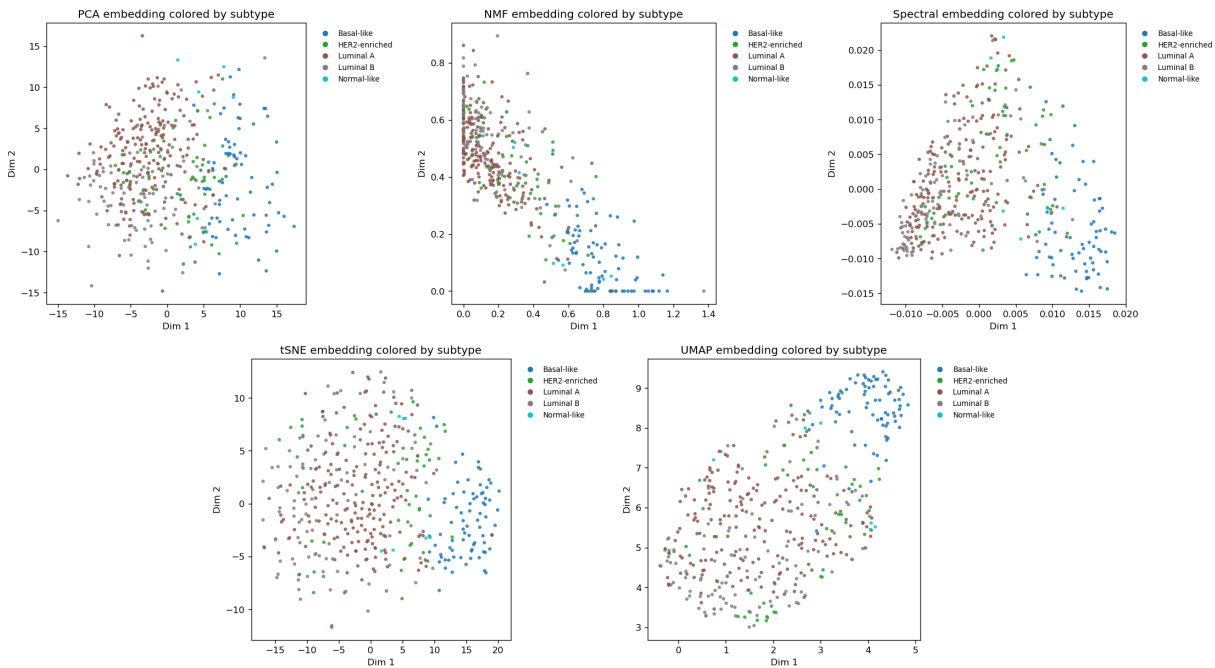 PCA embedding colored by subtype
15
10
5
0
−5
−10
−15
Dim 2
−15 −10 −5 0 5 10 15
Dim 1
Basal-like
HER2-enriched
Luminal A
Luminal B
Normal-like
NMF embedding colored by subtype
0.8
0.6
0.4
0.2
0.0
Dim 2
0.0 0.2 0.4 0.6 0.8 1.0 1.2 1.4
Dim 1
Basal-like
HER2-enriched
Luminal A
Luminal B
Normal-like
Spectral embedding colored by subtype
0.020
0.015
0.010
0.005
0.000
−0.005
−0.010
−0.015
Dim 2
−0.010 −0.005 0.000 0.005 0.010 0.015 0.020
Dim 1
Basal-like
HER2-enriched
Luminal A
Luminal B
Normal-like
tSNE embedding colored by subtype
10
5
0
−5
−10
Dim 2
−15 −10 −5 0 5 10 15 20
Dim 1
Basal-like
HER2-enriched
Luminal A
Luminal B
Normal-like
UMAP embedding colored by subtype
9
8
7
6
5
4
3
Dim 2
0 1 2 3 4 5
Dim 1
Basal-like
HER2-enriched
Luminal A
Luminal B
Normal-like